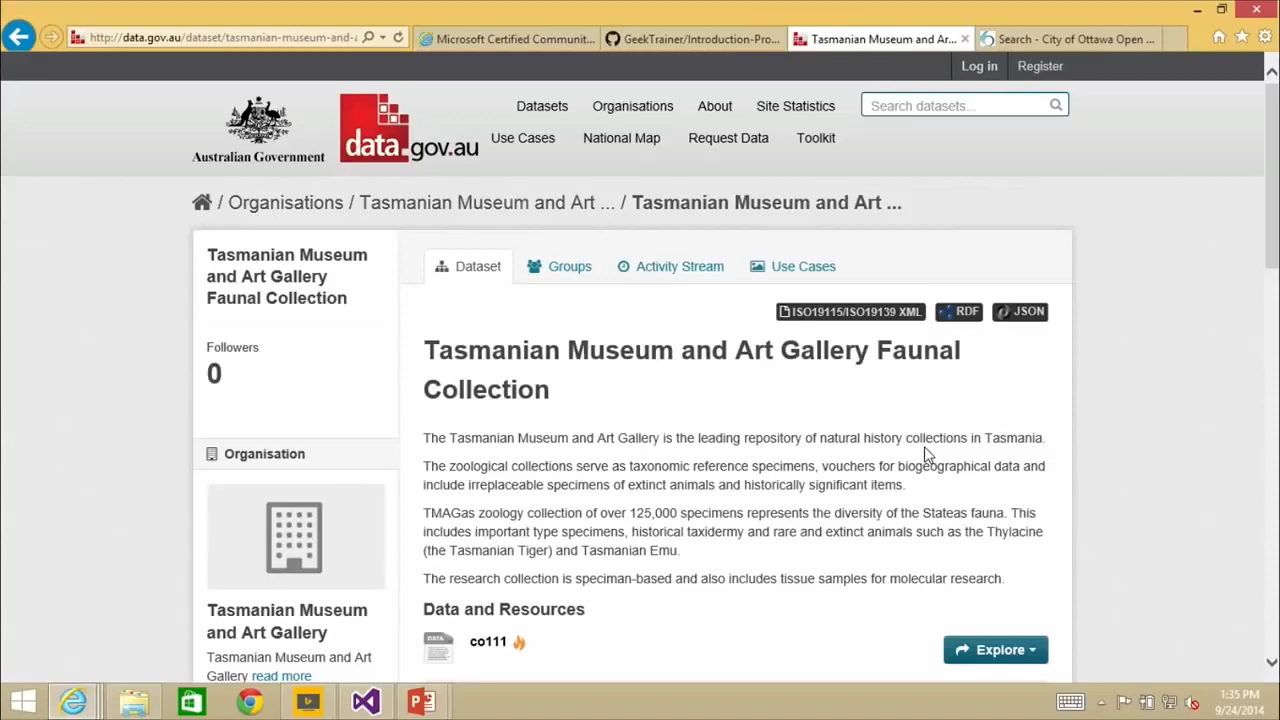 http://data.gov.au/dataset/tasmanian-museum-and-a
Microsoft Certified Communit...
GeekTrainer/Introduction-Pro...
Tasmanian Museum and Ar...
Search - City of Ottawa Open ...
Log in
Register
Australian Government
data.gov.au
Datasets
Organisations
About
Site Statistics
Search datasets...
Use Cases
National Map
Request Data
Toolkit
/ Organisations / Tasmanian Museum and Art ... / Tasmanian Museum and Art ...
Tasmanian Museum
and Art Gallery
Faunal Collection
Followers
0
Organisation
Tasmanian Museum
and Art Gallery
Tasmanian Museum and Art
Gallery read more
Dataset
Groups
Activity Stream
Use Cases
ISO19115/ISO19139 XML
RDF
JSON
Tasmanian Museum and Art Gallery Faunal
Collection
The Tasmanian Museum and Art Gallery is the leading repository of natural history collections in Tasmania.
The zoological collections serve as taxonomic reference specimens, vouchers for biogeographical data and
include irreplaceable specimens of extinct animals and historically significant items.
TMAGas zoology collection of over 125,000 specimens represents the diversity of the Stateas fauna. This
includes important type specimens, historical taxidermy and rare and extinct animals such as the Thylacine
(the Tasmanian Tiger) and Tasmanian Emu.
The research collection is speciman-based and also includes tissue samples for molecular research.
Data and Resources
DATA
co111
Explore
1:35 PM
9/24/2014